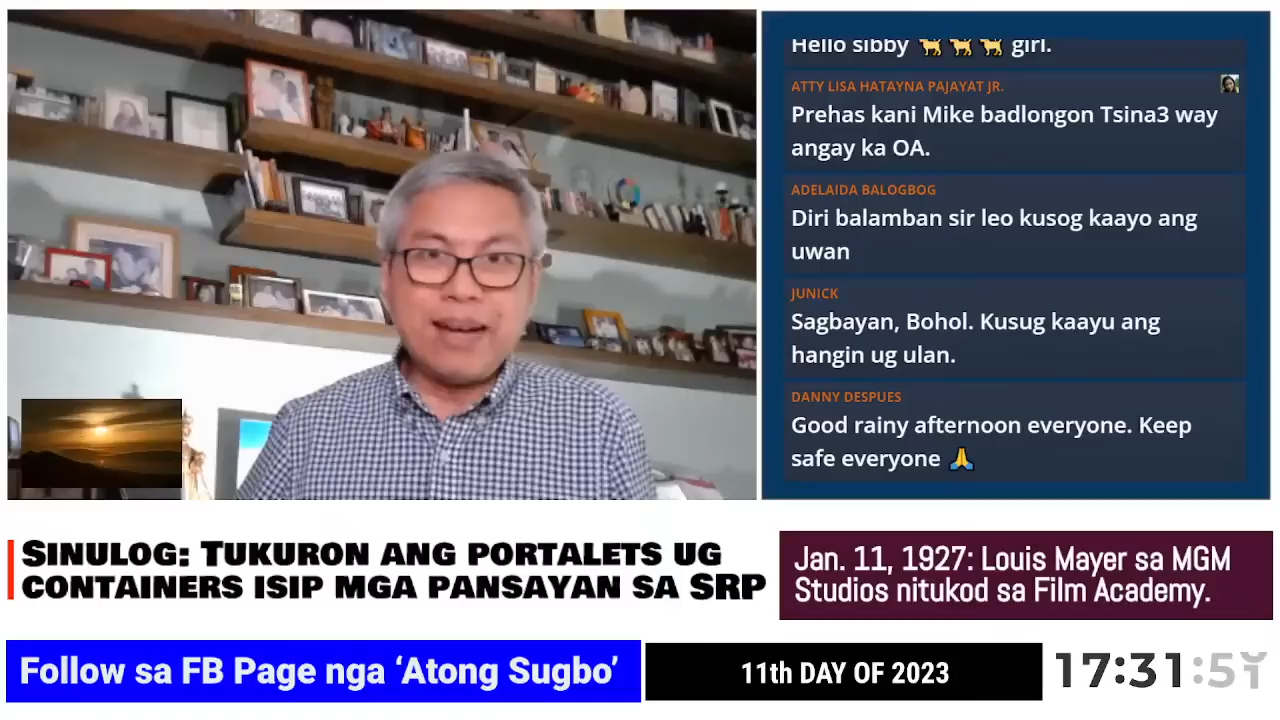 Hello sibby 🐕 🐕 🐕 girl.
ATTY LISA HATAYNA PAJAYAT JR.
Prehas kani Mike badlongon Tsina3 way
angay ka OA.
ADELAIDA BALOGBOG
Diri balamban sir leo kusog kaayo ang
uwan
JUNICK
Sagbayan, Bohol. Kusug kaayu ang
hangin ug ulan.
DANNY DESPUES
Good rainy afternoon everyone. Keep
safe everyone 🙏
SINULOG: TUKURON ANG PORTALETS UG
CONTAINERS ISIP MGA PANSAYAN SA SRP
Jan. 11, 1927: Louis Mayer sa MGM
Studios nitukod sa Film Academy.
Follow sa FB Page nga ‘Atong Sugbo’
11th DAY OF 2023
17:31:5